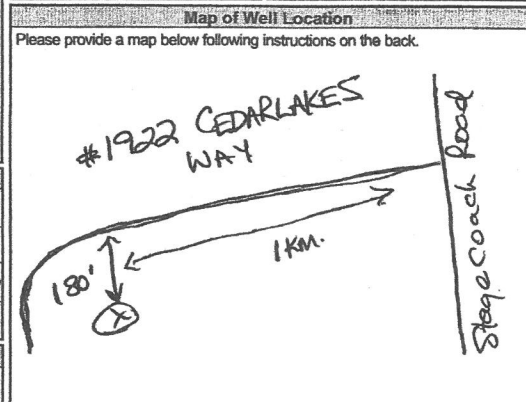 Map of Well Location
Please provide a map below following instructions on the back.
#1922 CEDARLAKES
WAY
Stagecoach Road
1KM.
180'
X